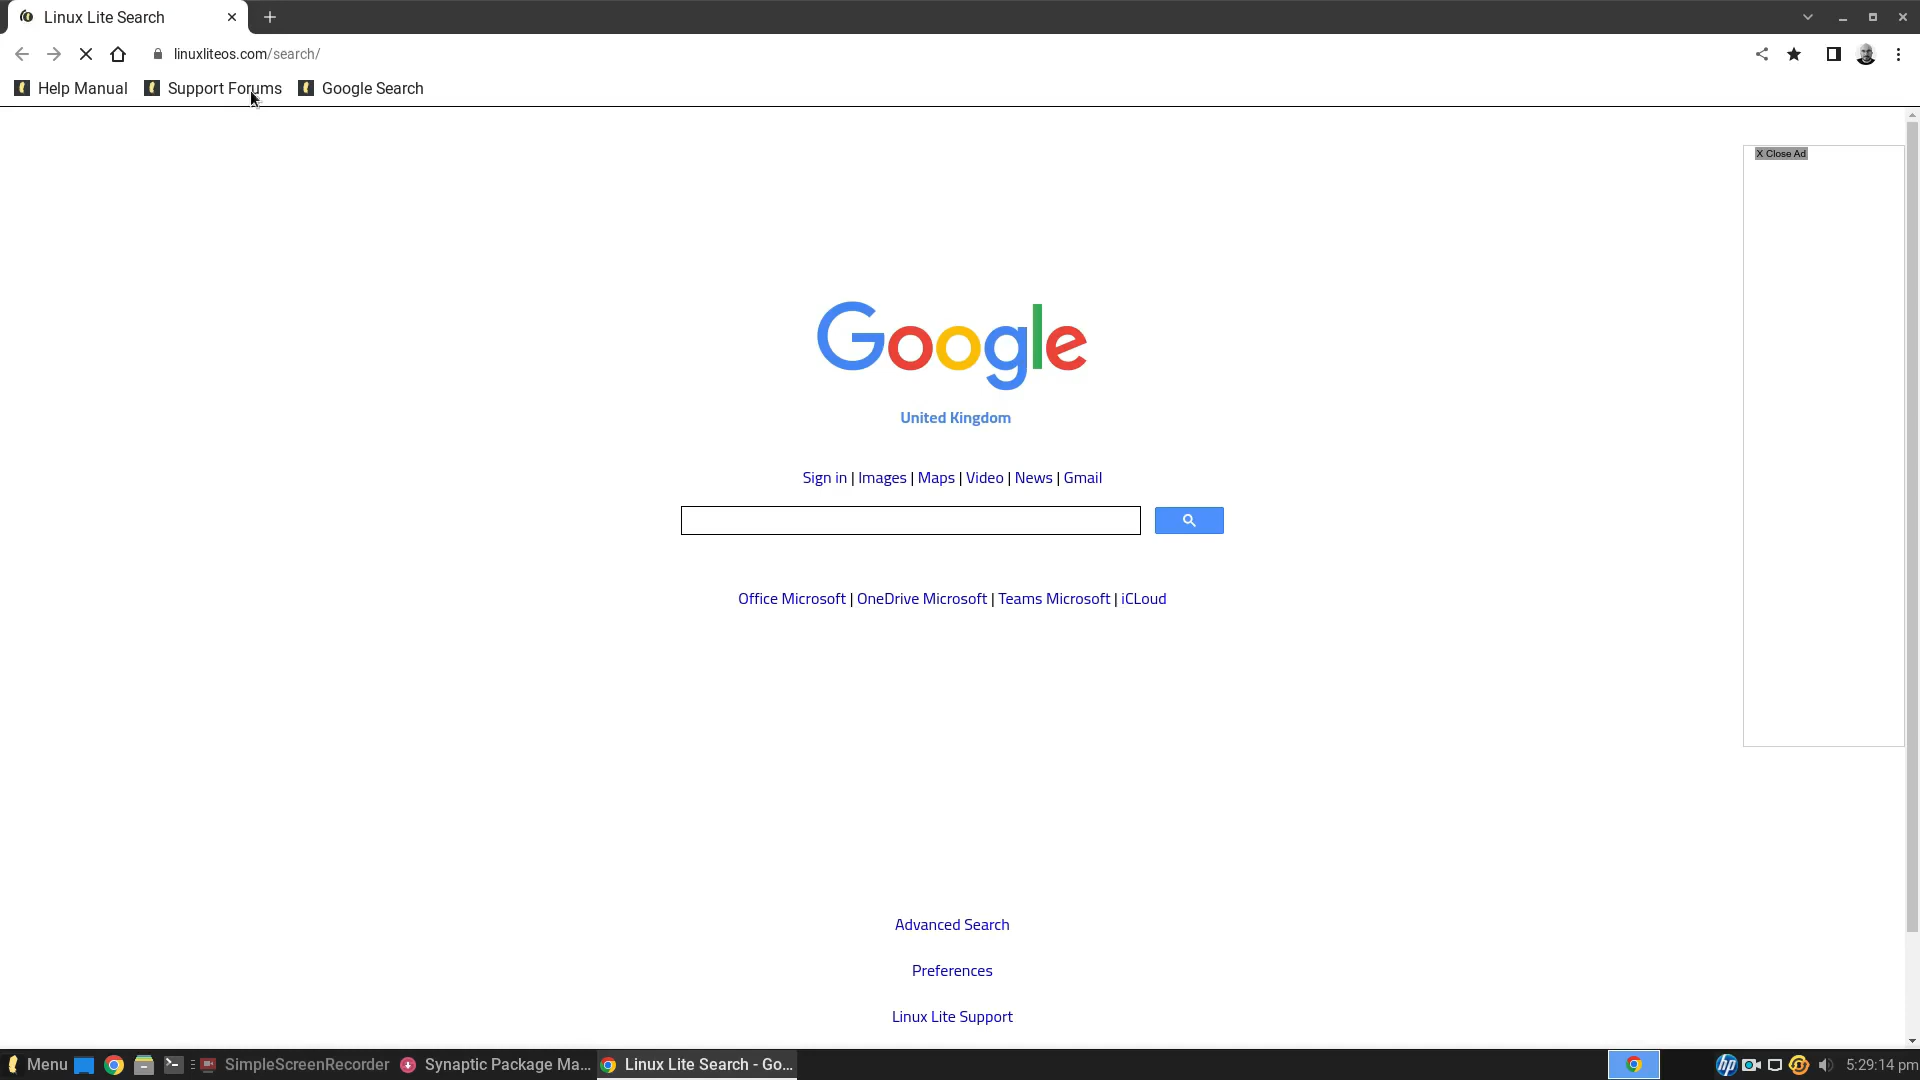 Linux Lite Search
linuxliteos.com/search/
Help Manual Support Forums Google Search
X Close Ad
Google
United Kingdom
Sign in | Images | Maps | Video | News | Gmail
Office Microsoft | OneDrive Microsoft | Teams Microsoft | iCLoud
Advanced Search
Preferences
Linux Lite Support
Menu SimpleScreenRecorder Synaptic Package Ma... Linux Lite Search - Go... hp 5:29:14 pm